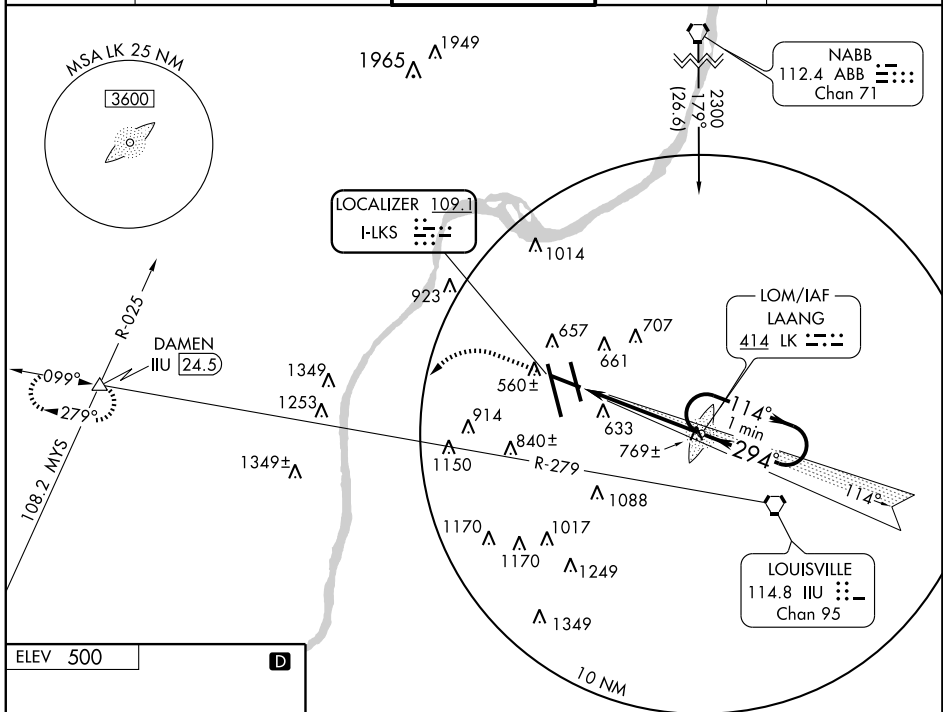 MSA LK 25 NM
3600
1965
1949
NABB
112.4 ABB
Chan 71
2300
179°
(26.6)
LOCALIZER 109.1
I-LKS
1014
923
R-025
DAMEN
IIU 24.5
099°
279°
108.2 MYS
1349
1253
1349±
657
661
707
560±
LOM/IAF
LAANG
414 LK
114°
1 min
294°
114°
633
769±
914
840±
1150
R-279
1088
1170
1170
1017
1249
1349
LOUISVILLE
114.8 IIU
Chan 95
10 NM
ELEV 500
D